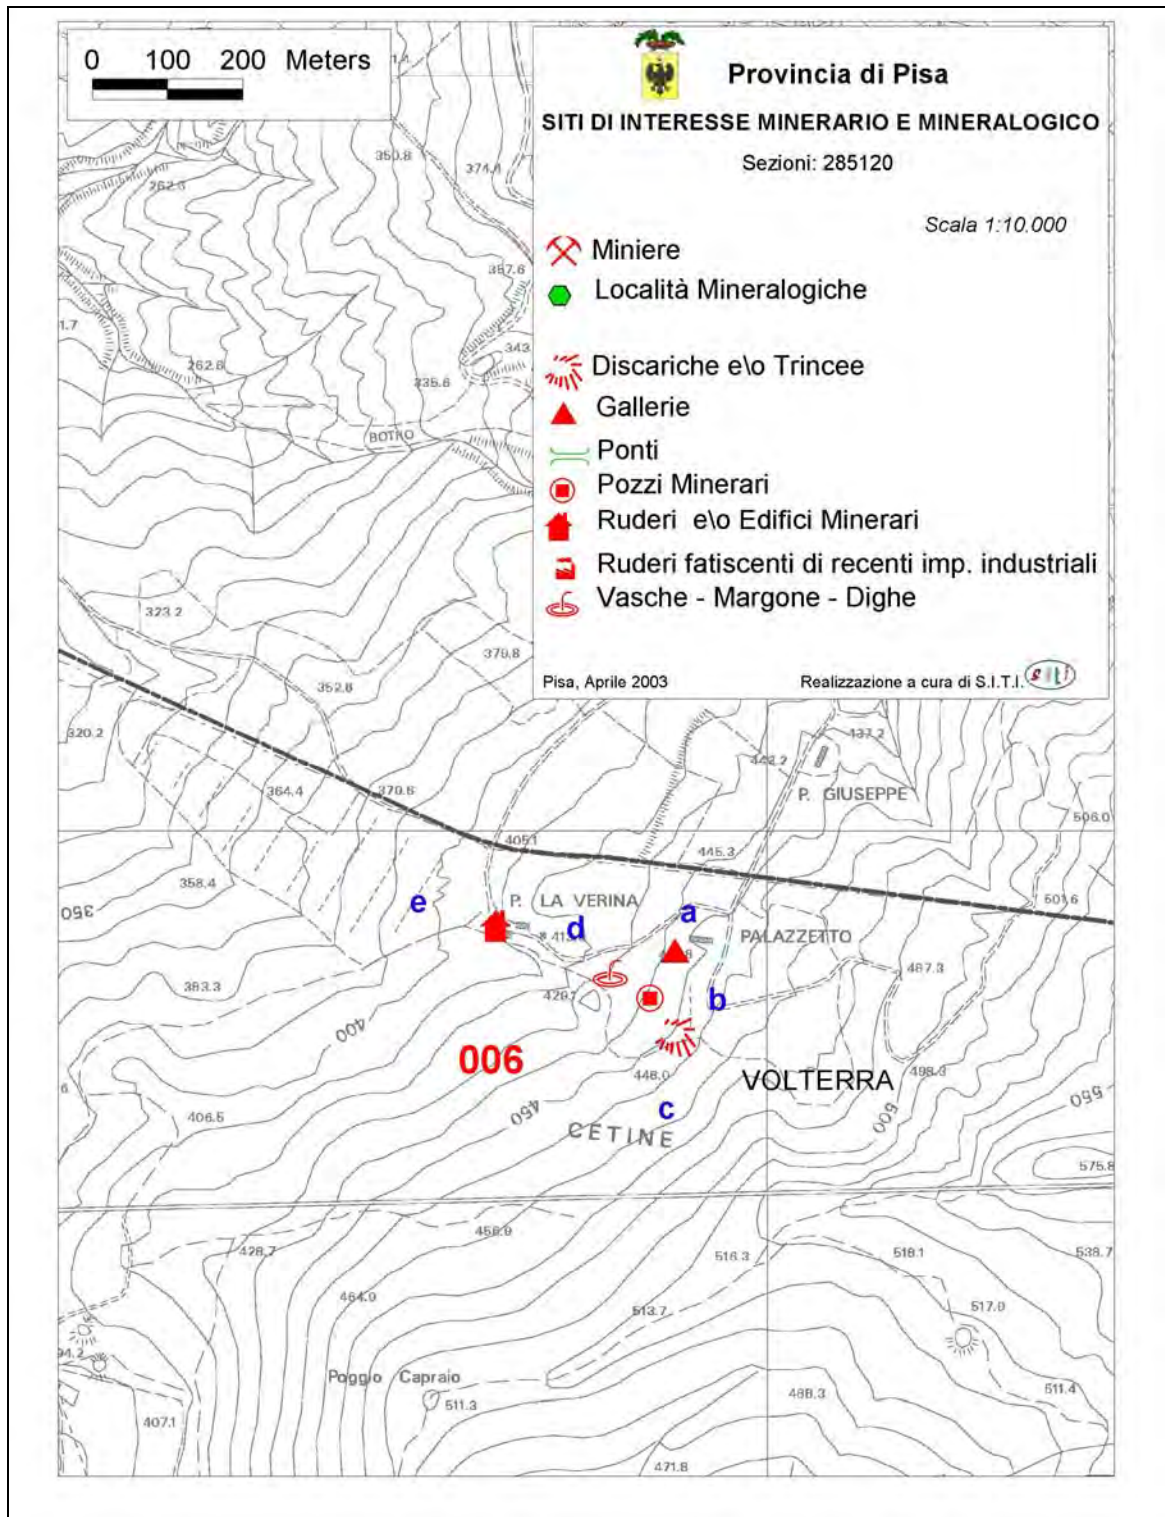 0 100 200 Meters
Provincia di Pisa
SITI DI INTERESSE MINERARIO E MINERALOGICO
Sezioni: 285120
Scala 1:10.000
Miniere
Località Mineralogiche
Discariche e\o Trincee
Gallerie
Ponti
Pozzi Minerari
Ruderi e\o Edifici Minerari
Ruderi fatiscenti di recenti imp. industriali
Vasche - Margone - Dighe
Pisa, Aprile 2003
Realizzazione a cura di S.I.T.I.
350.8
374.4
262.6
357.6
343
262.8
335.6
BOTRO
323.2
379.8
352.8
320.2
437.2
443.2
364.4
370.6
P. GIUSEPPE
506.0
405.1
445.3
358.4
350
e
P. LA VERINA
a
501.6
d
PALAZZETTO
487.3
383.3
b
400
006
448.0
VOLTERRA
498.3
406.5
450
c
500
550
CETINE
575.8
428.7
456.9
516.3
518.1
538.7
464.9
513.7
517.0
Poggio Capraio
511.3
488.3
511.4
407.1
471.8